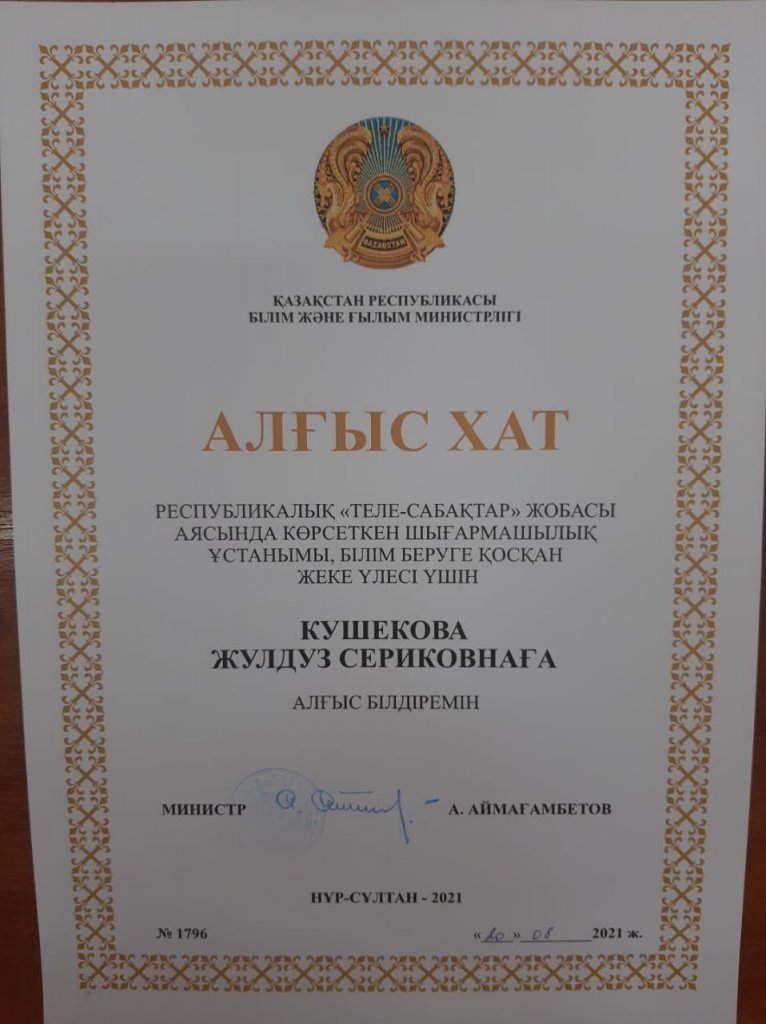 QAZAQSTAN
ҚАЗАҚСТАН РЕСПУБЛИКАСЫ
БІЛІМ ЖӘНЕ ҒЫЛЫМ МИНИСТРЛІГІ
АЛҒЫС ХАТ
РЕСПУБЛИКАЛЫҚ «ТЕЛЕ-САБАҚТАР» ЖОБАСЫ
АЯСЫНДА КӨРСЕТКЕН ШЫҒАРМАШЫЛЫҚ
ҰСТАНЫМЫ, БІЛІМ БЕРУГЕ ҚОСҚАН
ЖЕКЕ ҮЛЕСІ ҮШІН
КУШЕКОВА
ЖУЛДУЗ СЕРИКОВНАҒА
АЛҒЫС БІЛДІРЕМІН
МИНИСТР А. АЙМАҒАМБЕТОВ
НҰР-СҰЛТАН - 2021
№ 1796 «20» 08 2021 ж.